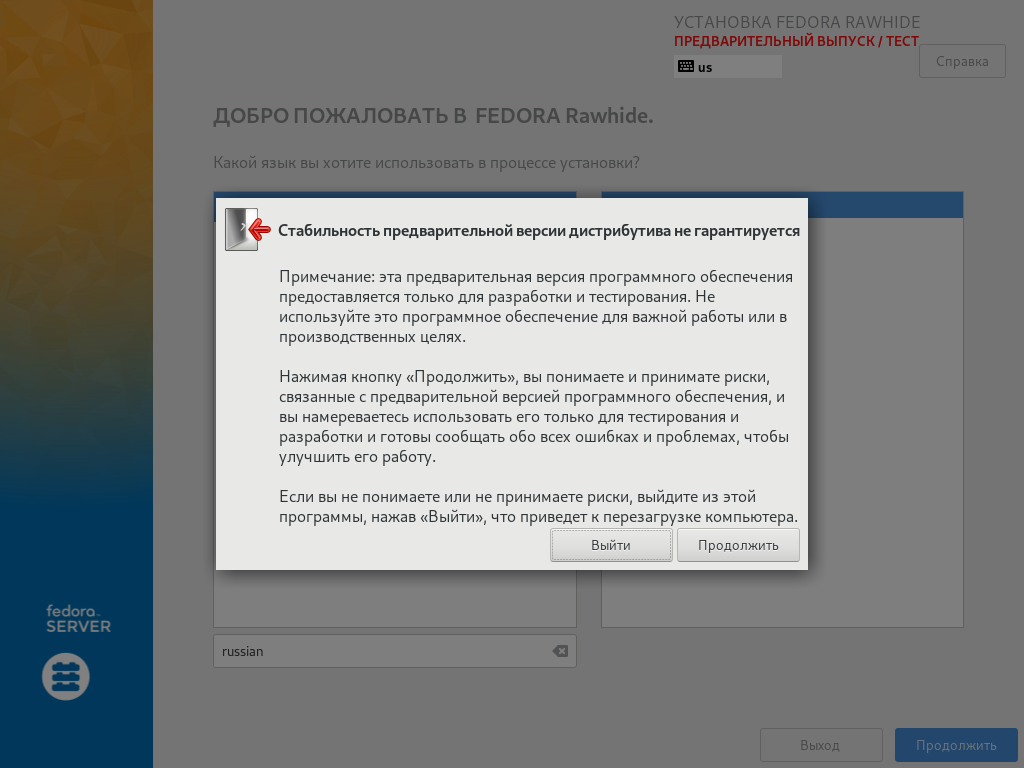 УСТАНОВКА FEDORA RAWHIDE
ПРЕДВАРИТЕЛЬНЫЙ ВЫПУСК / ТЕСТ
us
Справка
ДОБРО ПОЖАЛОВАТЬ В FEDORA Rawhide.
Какой язык вы хотите использовать в процессе установки?
Стабильность предварительной версии дистрибутива не гарантируется
Примечание: эта предварительная версия программного обеспечения
предоставляется только для разработки и тестирования. Не
используйте это программное обеспечение для важной работы или в
производственных целях.
Нажимая кнопку «Продолжить», вы понимаете и принимате риски,
связанные с предварительной версией программного обеспечения, и
вы намереваетесь использовать его только для тестирования и
разработки и готовы сообщать обо всех ошибках и проблемах, чтобы
улучшить его работу.
Если вы не понимаете или не принимаете риски, выйдите из этой
программы, нажав «Выйти», что приведет к перезагрузке компьютера.
Выйти
Продолжить
fedora
SERVER
russian
Выход
Продолжить